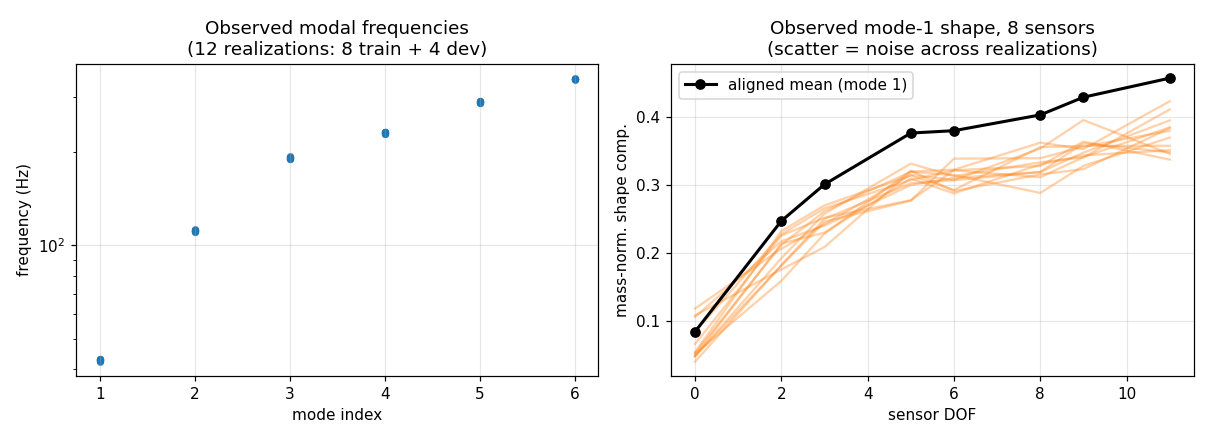 Observed modal frequencies
(12 realizations: 8 train + 4 dev)
frequency (Hz)
10²
1 2 3 4 5 6
mode index
Observed mode-1 shape, 8 sensors
(scatter = noise across realizations)
aligned mean (mode 1)
mass-norm. shape comp.
0.4
0.3
0.2
0.1
0 2 4 6 8 10
sensor DOF